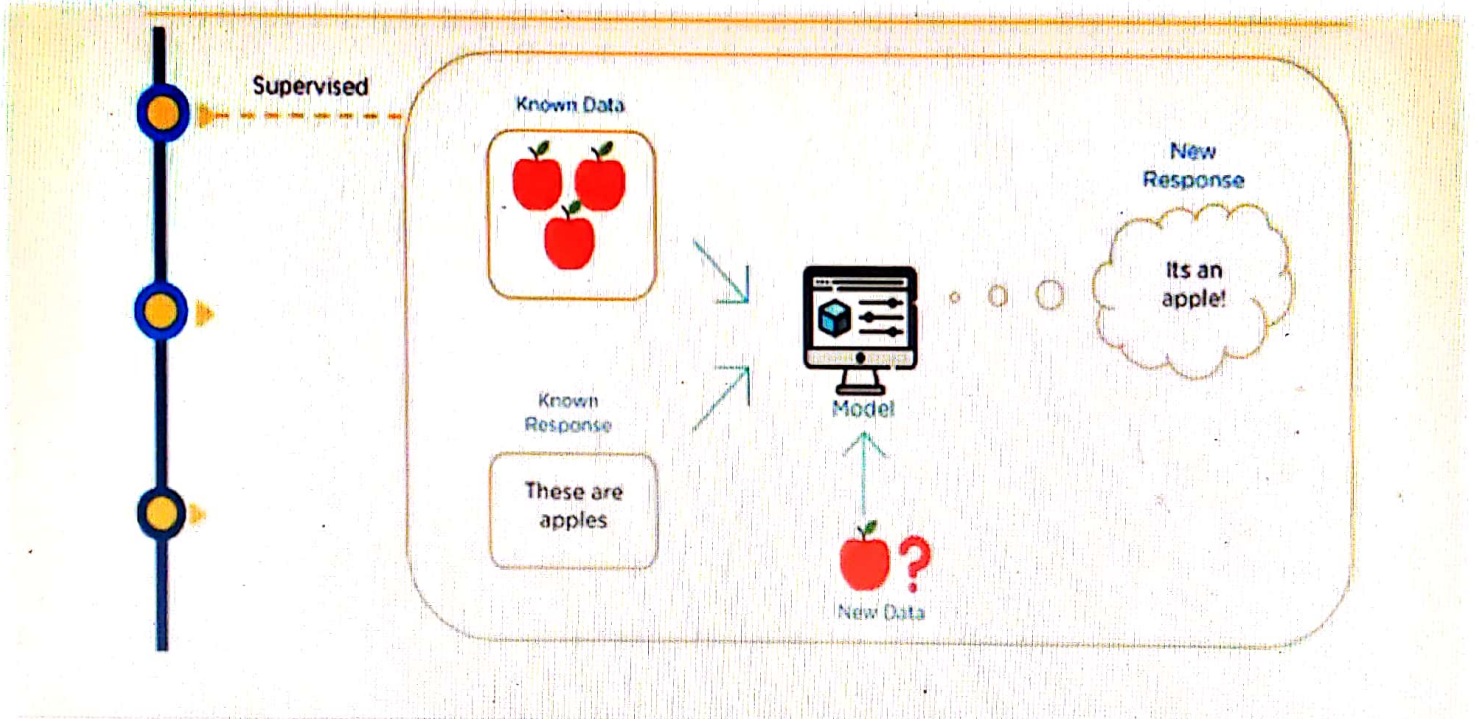 Supervised
Known Data
Known
Response
These are
apples
Model
?
New Data
New
Response
Its an
apple!